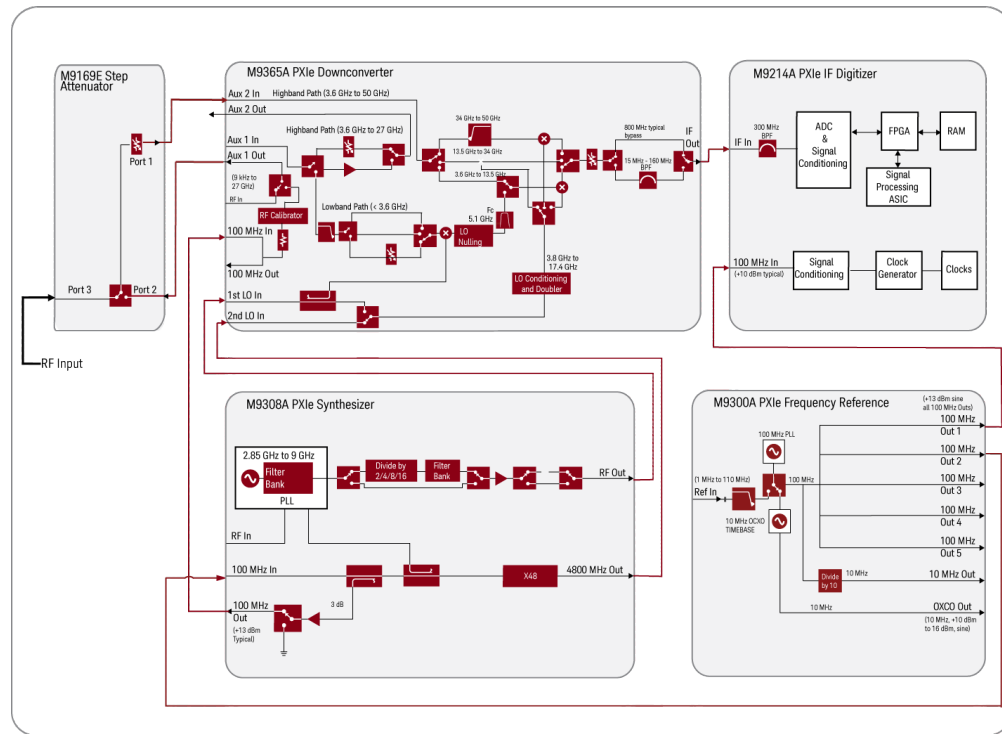 M9169E Step
Attenuator
Port 1
Port 3
Port 2
RF Input
M9365A PXIe Downconverter
Aux 2 In
Highband Path (3.6 GHz to 50 GHz)
Aux 2 Out
Highband Path (3.6 GHz to 27 GHz)
Aux 1 In
Aux 1 Out
(9 kHz to
27 GHz)
RF In
RF Calibrator
100 MHz In
100 MHz Out
1st LO In
2nd LO In
Lowband Path (< 3.6)
34 GHz to 50 GHz
13.5 GHz to 34 GHz
3.6 GHz to 13.5 GHz
Fc
5.1 GHz
LO
Nulling
3.8 GHz to
17.4 GHz
LO Conditioning
and Doubler
800 MHz typical
bypass
15 MHz - 160 MHz
BPF
IF
Out
M9214A PXIe IF Digitizer
IF In
300 MHz
BPF
ADC
&
Signal
Conditioning
FPGA
RAM
Signal
Processing
ASIC
100 MHz In
(+10 dBm typical)
Signal
Conditioning
Clock
Generator
Clocks
M9308A PXIe Synthesizer
2.85 GHz to 9 GHz
Filter
Bank
PLL
Divide by
2/4/8/16
Filter
Bank
RF Out
RF In
100 MHz In
X48
4800 MHz Out
3 dB
100 MHz
Out
(+13 dBm
Typical)
M9300A PXIe Frequency Reference
(+13 dBm sine
all 100 MHz Outs)
100 MHz
Out 1
100 MHz
Out 2
100 MHz
Out 3
100 MHz
Out 4
100 MHz
Out 5
100 MHz PLL
(1 MHz to 110 MHz)
Ref In
100 MHz
10 MHz OCXO
TIMEBASE
Divide
by 10
10 MHz
10 MHz Out
10 MHz
OXCO Out
(10 MHz, +10 dBm
to 16 dBm, sine)